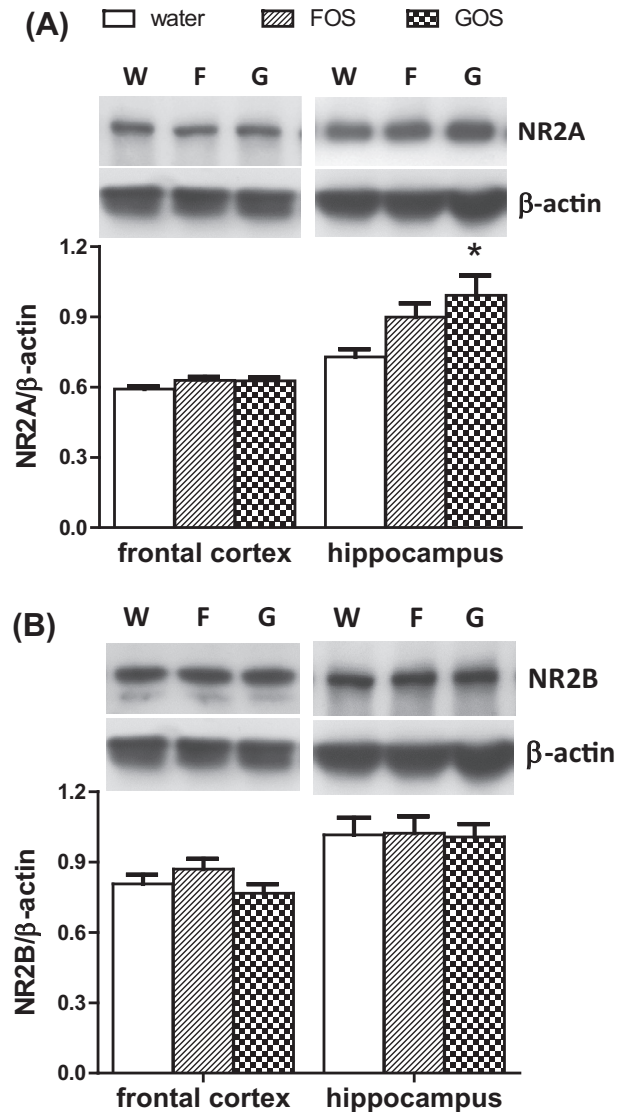 (A) water FOS GOS
W F G W F G
NR2A
β-actin
*
1.2
0.9
0.6
0.3
0.0
NR2A/β-actin
frontal cortex hippocampus
(B)
W F G W F G
NR2B
β-actin
1.2
0.9
0.6
0.3
0.0
NR2B/β-actin
frontal cortex hippocampus